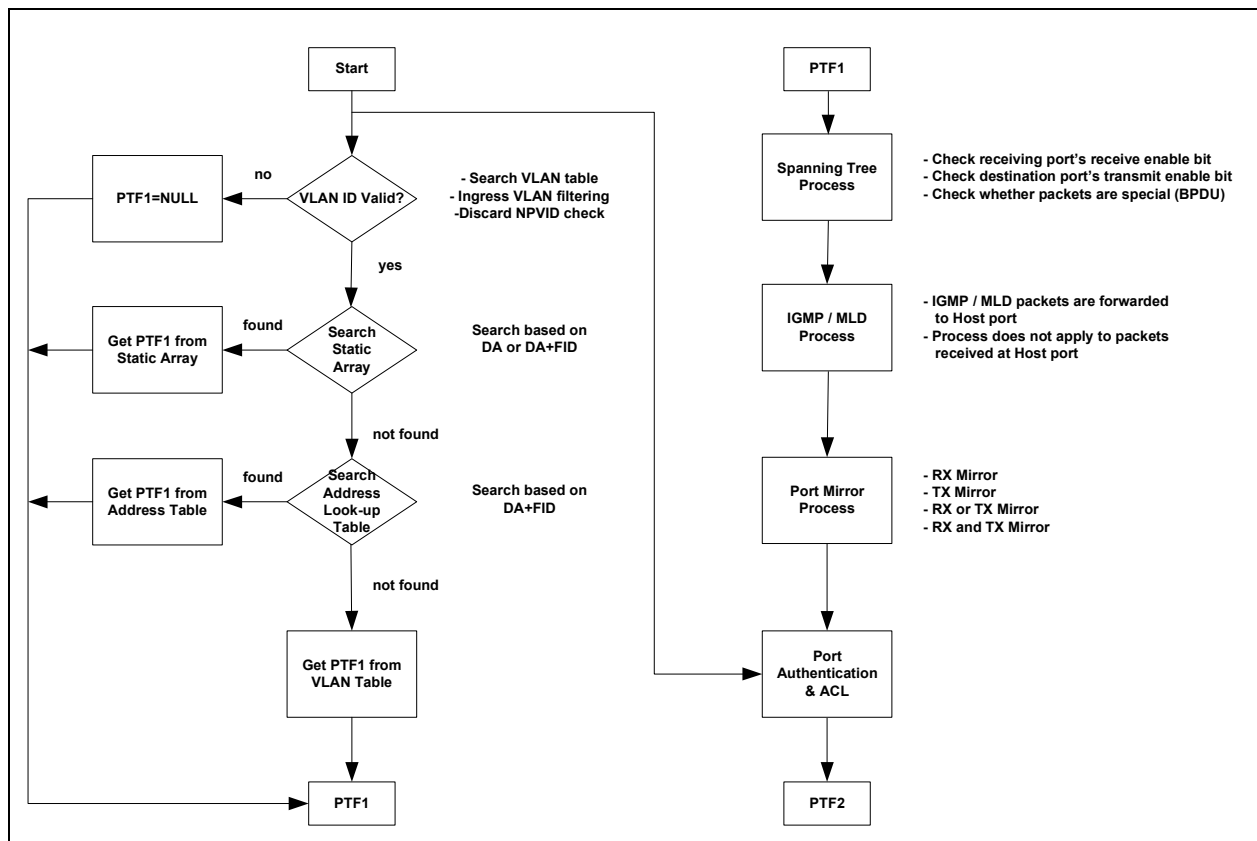 Start
no
PTF1=NULL
VLAN ID Valid?
- Search VLAN table
- Ingress VLAN filtering
-Discard NPVID check
yes
found
Get PTF1 from
Static Array
Search
Static
Array
Search based on
DA or DA+FID
not found
found
Get PTF1 from
Address Table
Search
Address
Look-up
Table
Search based on
DA+FID
not found
Get PTF1 from
VLAN Table
PTF1
PTF1
Spanning Tree
Process
- Check receiving port's receive enable bit
- Check destination port's transmit enable bit
- Check whether packets are special (BPDU)
IGMP / MLD
Process
- IGMP / MLD packets are forwarded
to Host port
- Process does not apply to packets
received at Host port
Port Mirror
Process
- RX Mirror
- TX Mirror
- RX or TX Mirror
- RX and TX Mirror
Port
Authentication
& ACL
PTF2